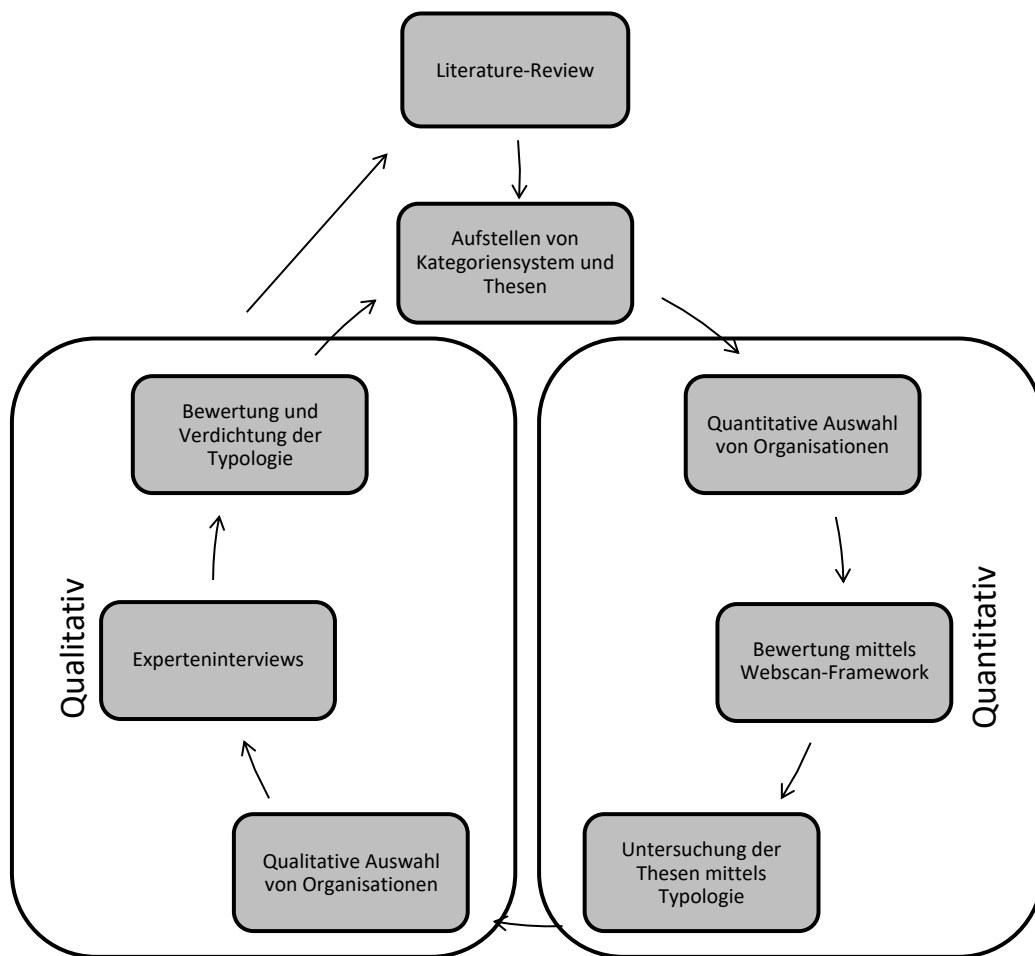 Literature-Review
Aufstellen von
Kategoriensystem und
Thesen
Bewertung und
Verdichtung der
Typologie
Quantitative Auswahl
von Organisationen
Qualitativ
Experteninterviews
Bewertung mittels
Webscan-Framework
Quantitativ
Qualitative Auswahl
von Organisationen
Untersuchung der
Thesen mittels
Typologie